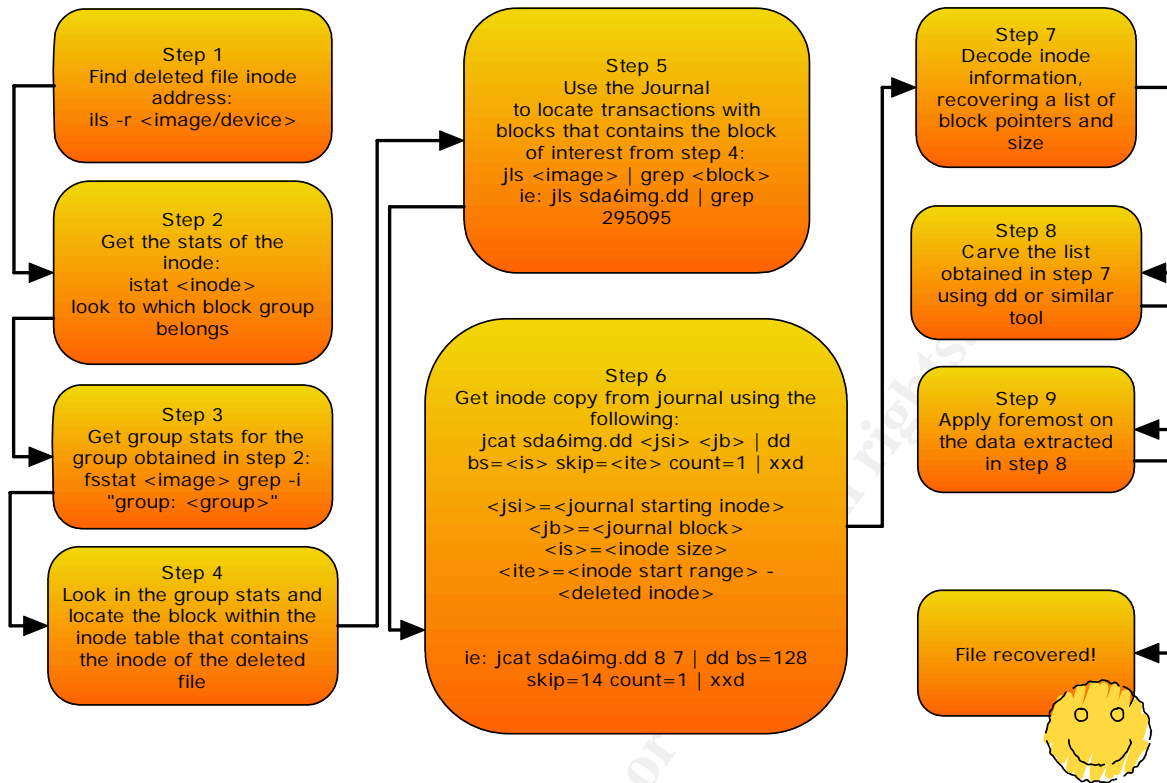 Step 1
Find deleted file inode
address:
ils -r <image/device>
Step 2
Get the stats of the
inode:
istat <inode>
look to which block group
belongs
Step 3
Get group stats for the
group obtained in step 2:
fsstat <image> grep -i
"group: <group>"
Step 4
Look in the group stats and
locate the block within the
inode table that contains
the inode of the deleted
file
Step 5
Use the Journal
to locate transactions with
blocks that contains the block
of interest from step 4:
jls <image> | grep <block>
ie: jls sda6img.dd | grep
295095
Step 6
Get inode copy from journal using the
following:
jcat sda6img.dd <jsi> <jb> | dd
bs=<is> skip=<ite> count=1 | xxd
<jsi>=<journal starting inode>
<jb>=<journal block>
<is>=<inode size>
<ite>=<inode start range> -
<deleted inode>
ie: jcat sda6img.dd 8 7 | dd bs=128
skip=14 count=1 | xxd
Step 7
Decode inode
information,
recovering a list of
block pointers and
size
Step 8
Carve the list
obtained in step 7
using dd or similar
tool
Step 9
Apply foremost on
the data extracted
in step 8
File recovered!
rights
or